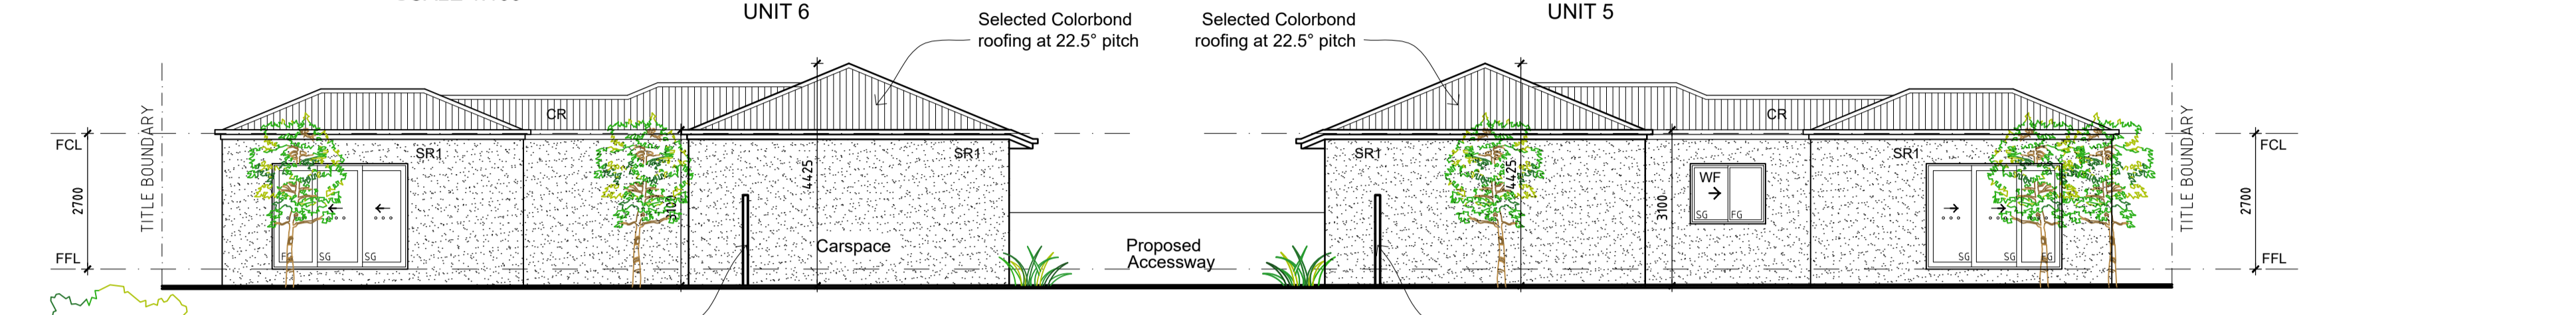 UNIT 6
UNIT 5
Selected Colorbond
roofing at 22.5° pitch
Selected Colorbond
roofing at 22.5° pitch
CR
CR
TITLE BOUNDARY
TITLE BOUNDARY
FCL
FCL
SR1
SR1
SR1
SR1
2700
4425
3100
4425
3100
2700
WF
SG
FG
Carspace
Proposed
Accessway
FFL
FG
SG
SG
SG
SG
FG
FFL